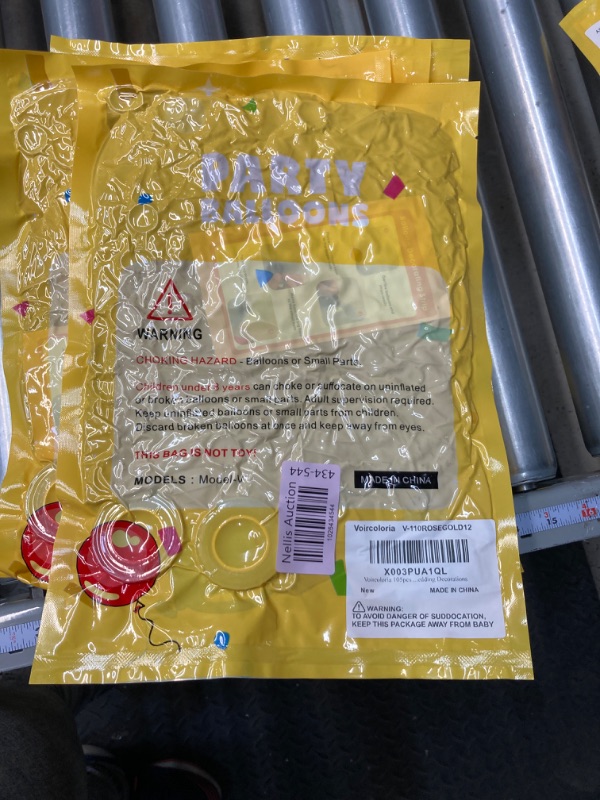 PARTY
BALLOONS
WARNING
CHOKING HAZARD - Balloons or Small Parts.
Children under 8 years can choke or suffocate on uninflated
or broken balloons or small parts. Adult supervision required.
Keep uninflated balloons or small parts from children.
Discard broken balloons at once and keep away from eyes.
THIS BAG IS NOT TOY!
MODELS : Model-
MADE IN CHINA
Nellis Auction
434-544
Voircoloria V-110ROSEGOLD12
X003PUA1QL
Voircoloria Decorations
New MADE IN CHINA
WARNING:
TO AVOID DANGER OF SUDDOCATION,
KEEP THIS PACKAGE AWAY FROM BABY
15